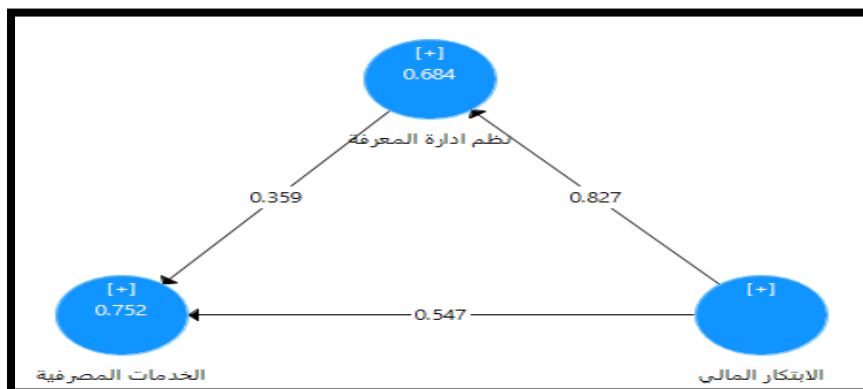 [+]
0.684
نظم ادارة المعرفة
0.359
0.827
[+]
0.752
0.547
[+]
الخدمات المصرفية
الابتكار المالي